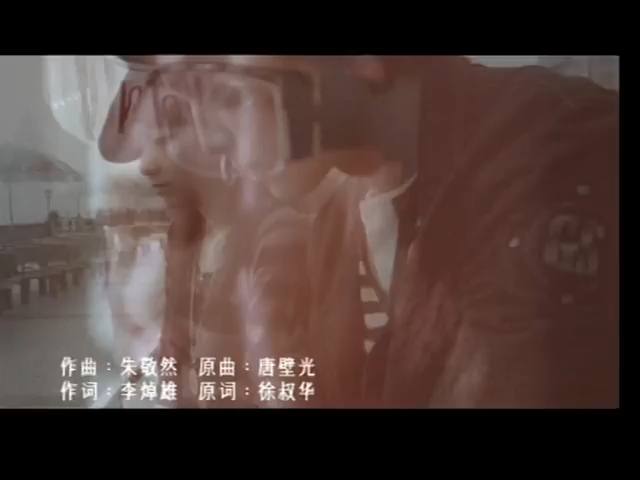 作曲：朱敬然 原曲：唐壁光
作词：李焯雄 原词：徐叔华